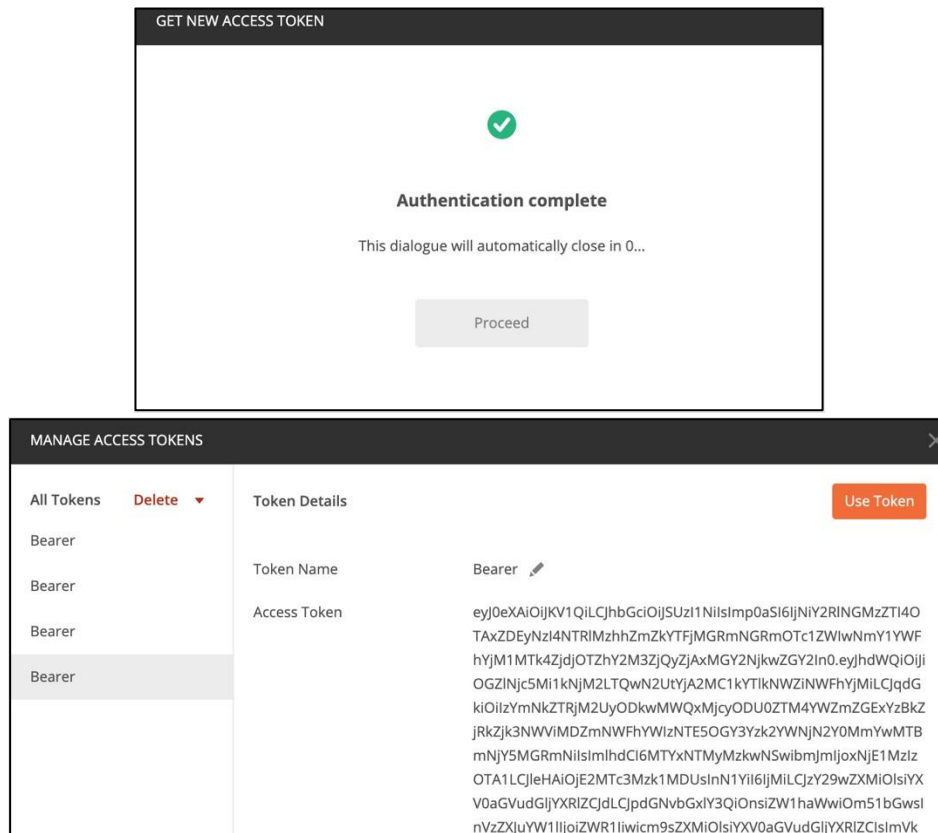 GET NEW ACCESS TOKEN
Authentication complete
This dialogue will automatically close in 0...
Proceed
MANAGE ACCESS TOKENS
All Tokens Delete
Token Details
Use Token
Bearer
Bearer
Bearer
Bearer
Token Name Bearer
Access Token
eyJ0eXAiOiJKV1QiLCJhbGciOiJSUzI1NiIsImp0aSI6IjNiY2RlNGMzZTI4O
TAxZDEyNzI4NTRlMzhhZmZkYTFjMGRmNGRmOTc1ZWIwNmY1YWF
hYjM1MTk4ZjdjOTZhY2M3ZjQyZjAxMGY2NjkwZGY2In0.eyJhdWQiOiJi
OGZlNjc5Mi1kNjM2LTQwN2UtYjA2MC1kYTlkNWZiNWFhYjMiLCJqdG
kiOiIzYmNkZTRjM2UyODkwMWQxMjcyODU0ZTM4YWZmZGExYzBkZ
jRkZjk3NWViMDZmNWFhYWIzNTE5OGY3Yzk2YWNjN2Y0MmYwMTB
mNjY5MGRmNiIsImlhdCI6MTYxNTMyMzkwNSwibmJmIjoxNjE1MzIz
OTA1LCJleHAiOjE2MTc3Mzk1MDUsInN1YiI6IjMiLCJzY29wZXMiOlsiYX
V0aGVudGljYXRlZCJdLCJpdGNvbGxlY3QiOnsiZW1haWwiOm51bGwsI
nVzZXJuYW1lIjoiZWR1Iiwicm9sZXMiOlsiYXV0aGVudGljYXRlZCIsImVk